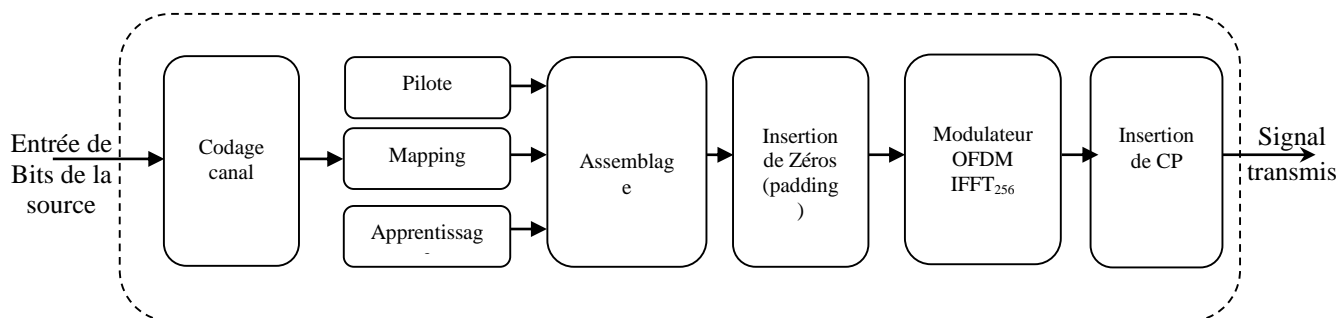 Entrée de
Bits de la
source
Codage
canal
Pilote
Mapping
Apprentissag
Assemblag
e
Insertion
de Zéros
(padding
)
Modulateur
OFDM
IFFT256
Insertion
de CP
Signal
transmis